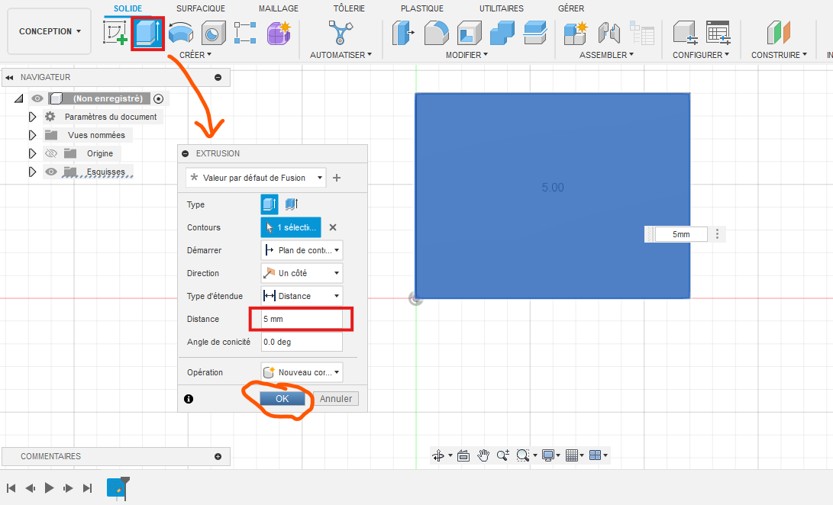 SOLIDE SURFACIQUE MAILLAGE TÔLERIE PLASTIQUE UTILITAIRES GÉRER
CONCEPTION
CRÉER AUTOMATISER MODIFIER ASSEMBLER CONFIGURER CONSTRUIRE
NAVIGATEUR
(Non enregistré)
Paramètres du document
Vues nommées
Origine
Esquisses
EXTRUSION
Valeur par défaut de Fusion
Type
Contours 1 sélecti...
Démarrer Plan de cont...
Direction Un côté
Type d'étendue Distance
Distance 5 mm
Angle de conicité 0.0 deg
Opération Nouveau cor...
OK Annuler
5.00
5mm
COMMENTAIRES